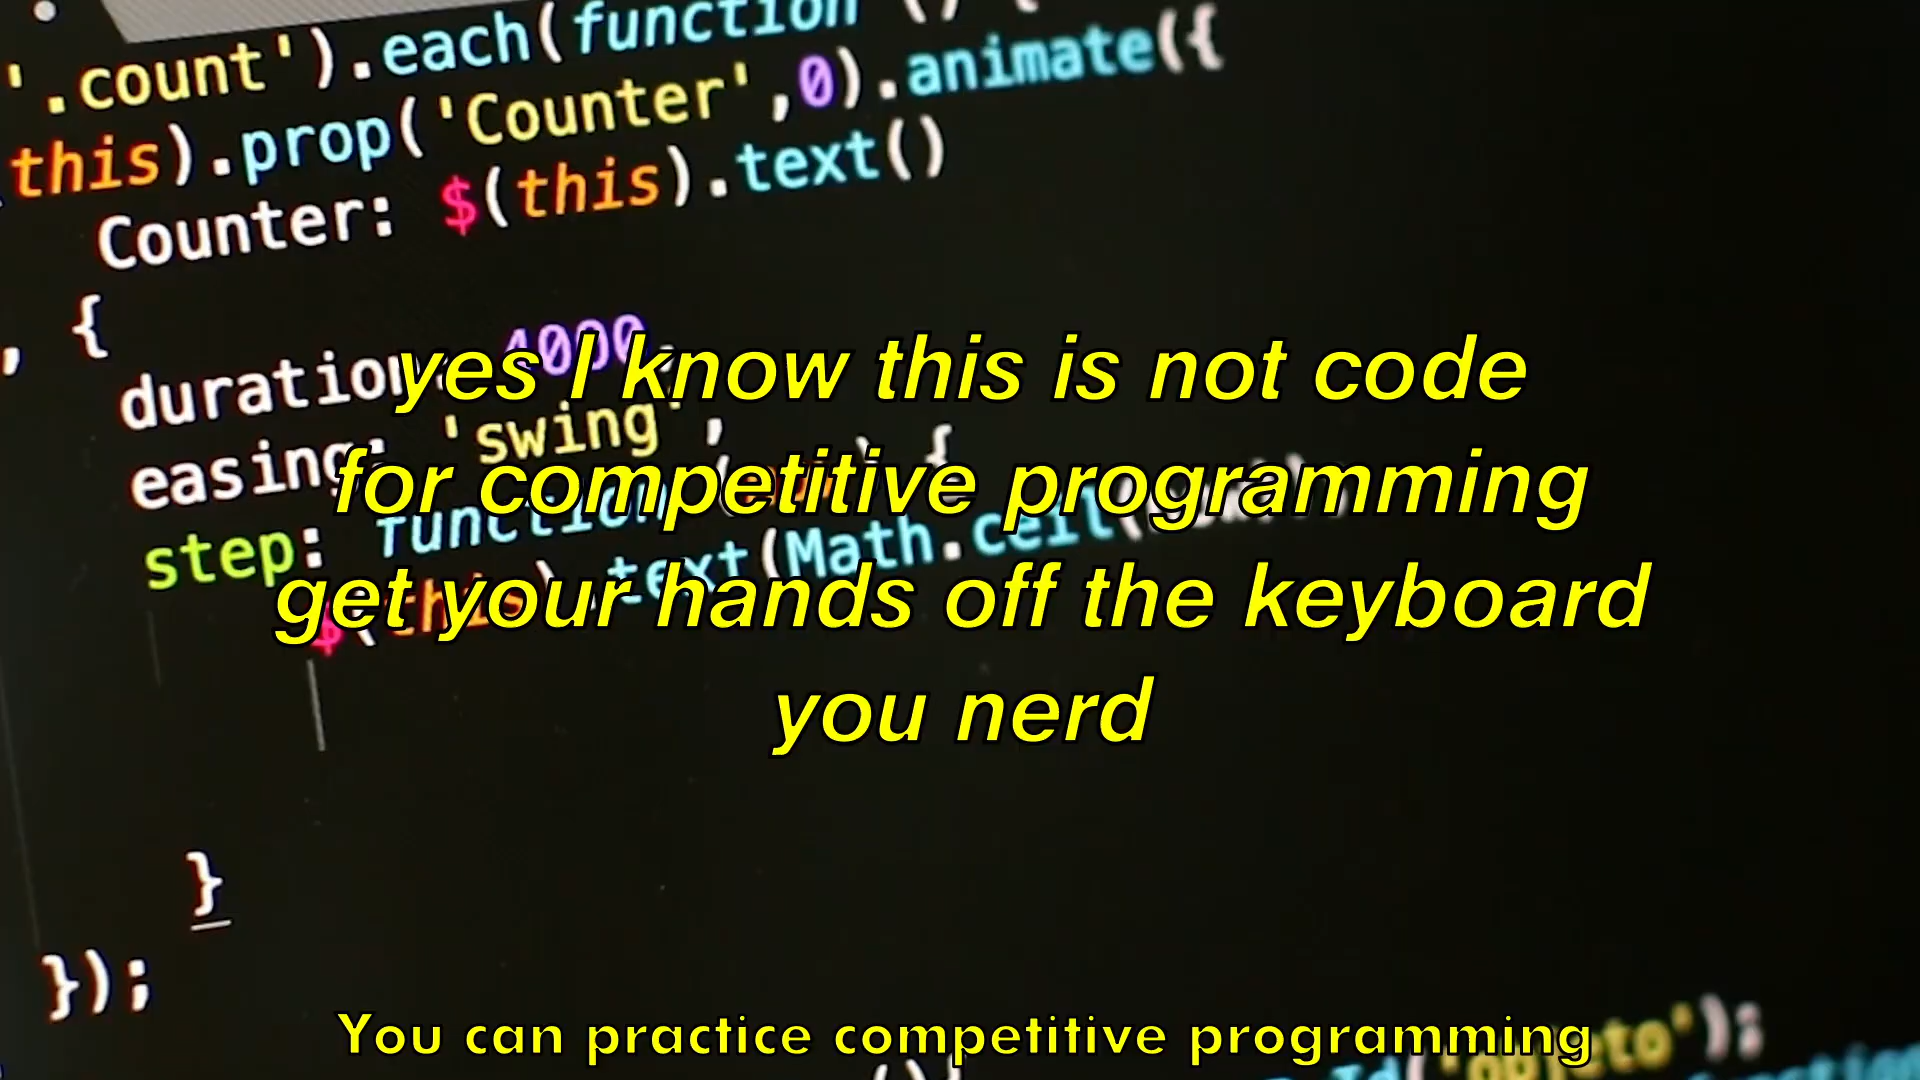 '.count').each(function () {
this).prop('Counter',0).animate({
Counter: $(this).text()
, {
duration: 4000,
easing: 'swing',
step: function {
$(this).text(Math.ceil(
}
});
yes I know this is not code
for competitive programming
get your hands off the keyboard
you nerd
You can practice competitive programming